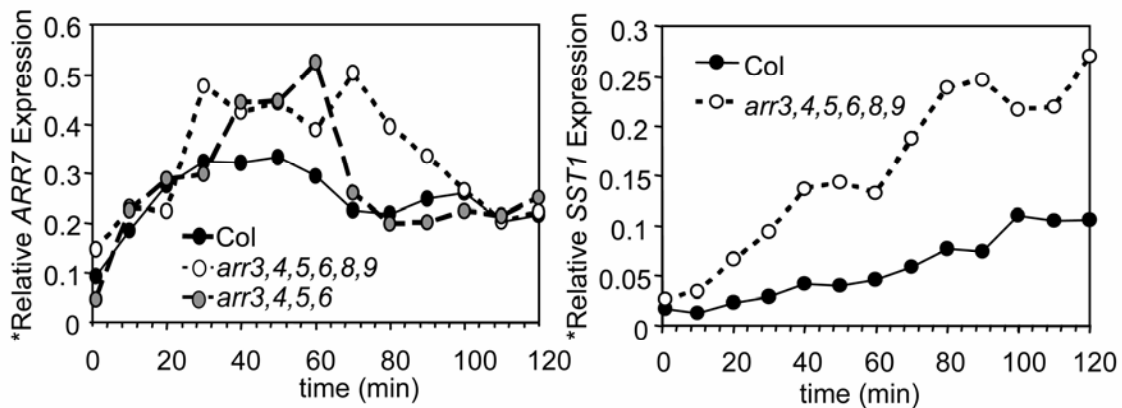 *Relative ARR7 Expression
0.6
0.5
0.4
0.3
0.2
0.1
0
Col
arr3,4,5,6,8,9
arr3,4,5,6
0 20 40 60 80 100 120
time (min)
*Relative SST1 Expression
0.3
0.25
0.2
0.15
0.1
0.05
0
Col
arr3,4,5,6,8,9
0 20 40 60 80 100 120
time (min)